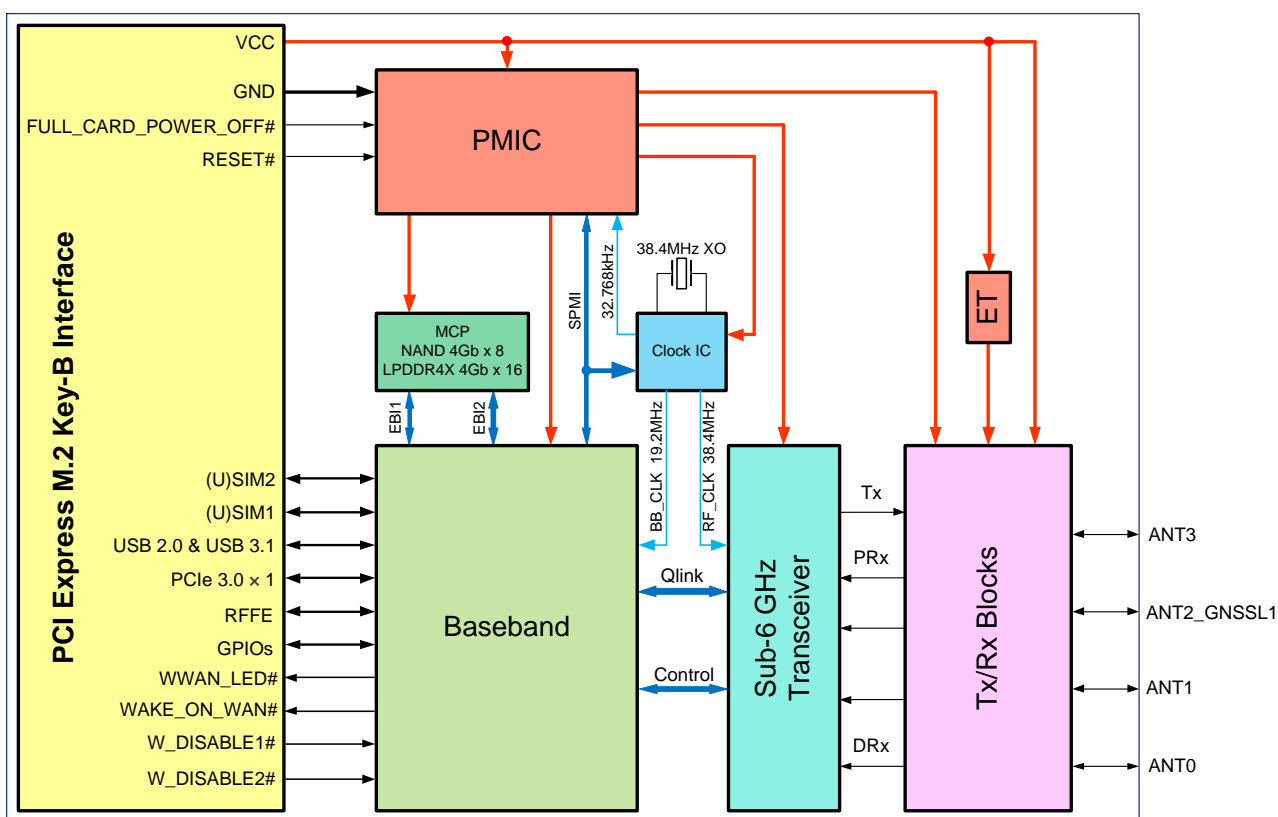 PCI Express M.2 Key-B Interface
VCC
GND
FULL_CARD_POWER_OFF#
RESET#
(U)SIM2
(U)SIM1
USB 2.0 & USB 3.1
PCIe 3.0 × 1
RFFE
GPIOs
WWAN_LED#
WAKE_ON_WAN#
W_DISABLE1#
W_DISABLE2#
PMIC
38.4MHz XO
32.768kHz
SPMI
MCP
NAND 4Gb x 8
LPDDR4X 4Gb x 16
Clock IC
ET
EBI1
EBI2
BB_CLK 19.2MHz
RF_CLK 38.4MHz
Baseband
Qlink
Control
Sub-6 GHz
Transceiver
Tx
PRx
DRx
Tx/Rx Blocks
ANT3
ANT2_GNSSL1
ANT1
ANT0